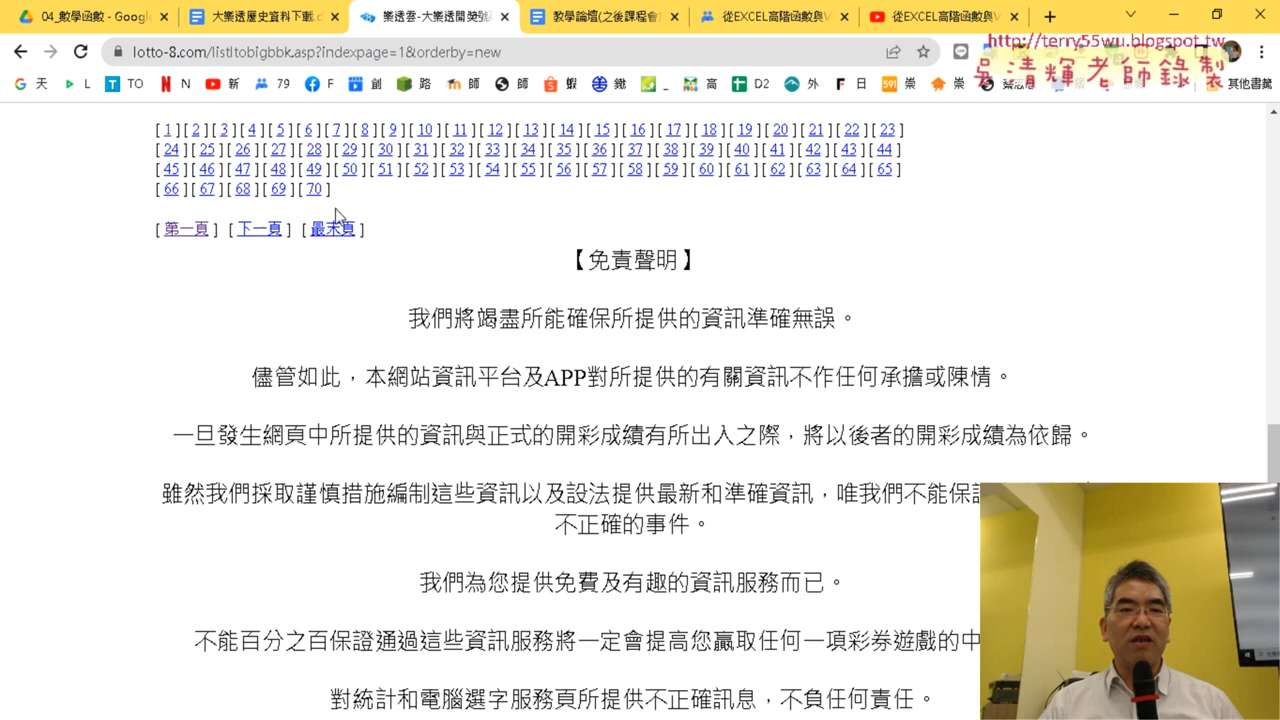 04_數學函數 - Google
大樂透歷史資料下載.d
樂透雲-大樂透開獎號碼
教學論壇(之後課程會
從EXCEL高階函數與V
從EXCEL高階函數與V
http://terry55wu.blogspot.tw
吳清輝老師錄製
lotto-8.com/listltobigbbk.asp?indexpage=1&orderby=new
天 L TO N 新 79 F 創 路 師 師 蝦 鐵 _ 高 D2 外 日 崇 崇 其他書籤
[ 1 ] [ 2 ] [ 3 ] [ 4 ] [ 5 ] [ 6 ] [ 7 ] [ 8 ] [ 9 ] [ 10 ] [ 11 ] [ 12 ] [ 13 ] [ 14 ] [ 15 ] [ 16 ] [ 17 ] [ 18 ] [ 19 ] [ 20 ] [ 21 ] [ 22 ] [ 23 ]
[ 24 ] [ 25 ] [ 26 ] [ 27 ] [ 28 ] [ 29 ] [ 30 ] [ 31 ] [ 32 ] [ 33 ] [ 34 ] [ 35 ] [ 36 ] [ 37 ] [ 38 ] [ 39 ] [ 40 ] [ 41 ] [ 42 ] [ 43 ] [ 44 ]
[ 45 ] [ 46 ] [ 47 ] [ 48 ] [ 49 ] [ 50 ] [ 51 ] [ 52 ] [ 53 ] [ 54 ] [ 55 ] [ 56 ] [ 57 ] [ 58 ] [ 59 ] [ 60 ] [ 61 ] [ 62 ] [ 63 ] [ 64 ] [ 65 ]
[ 66 ] [ 67 ] [ 68 ] [ 69 ] [ 70 ]
[ 第一頁 ] [ 下一頁 ] [ 最末頁 ]
【免責聲明】
我們將竭盡所能確保所提供的資訊準確無誤。
儘管如此，本網站資訊平台及APP對所提供的有關資訊不作任何承擔或陳情。
一旦發生網頁中所提供的資訊與正式的開彩成績有所出入之際，將以後者的開彩成績為依歸。
雖然我們採取謹慎措施編制這些資訊以及設法提供最新和準確資訊，唯我們不能保
不正確的事件。
我們為您提供免費及有趣的資訊服務而已。
不能百分之百保證通過這些資訊服務將一定會提高您贏取任何一項彩券遊戲的中
對統計和電腦選字服務頁所提供不正確訊息，不負任何責任。